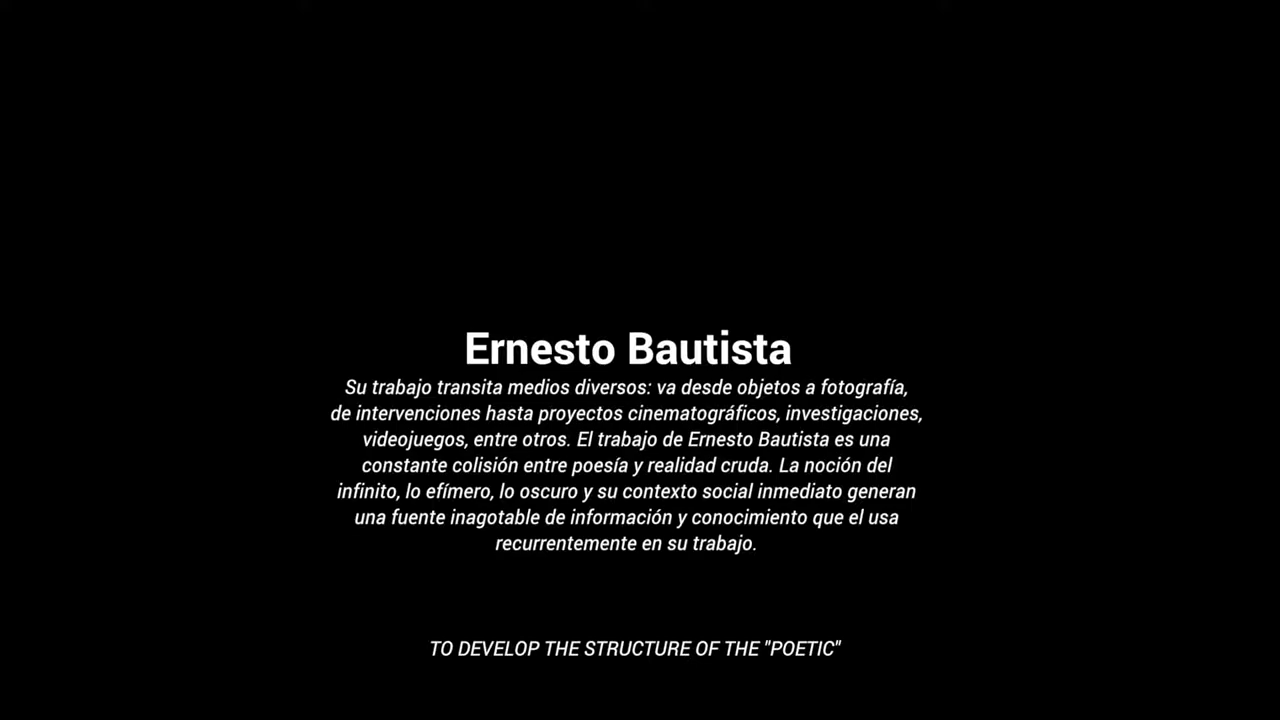 Ernesto Bautista
Su trabajo transita medios diversos: va desde objetos a fotografía,
de intervenciones hasta proyectos cinematográficos, investigaciones,
videojuegos, entre otros. El trabajo de Ernesto Bautista es una
constante colisión entre poesía y realidad cruda. La noción del
infinito, lo efímero, lo oscuro y su contexto social inmediato generan
una fuente inagotable de información y conocimiento que el usa
recurrentemente en su trabajo.
TO DEVELOP THE STRUCTURE OF THE "POETIC"